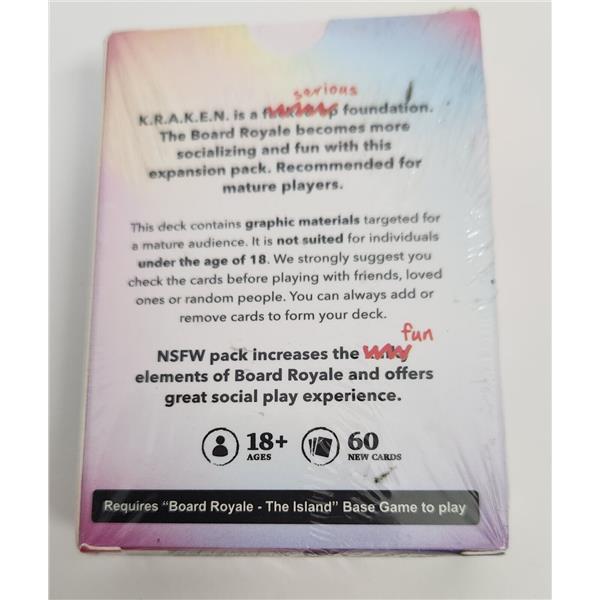 serious
K.R.A.K.E.N. is a foundation.
The Board Royale becomes more
socializing and fun with this
expansion pack. Recommended for
mature players.
This deck contains graphic materials targeted for
a mature audience. It is not suited for individuals
under the age of 18. We strongly suggest you
check the cards before playing with friends, loved
ones or random people. You can always add or
remove cards to form your deck.
fun
NSFW pack increases the
elements of Board Royale and offers
great social play experience.
18+ 60
AGES NEW CARDS
Requires “Board Royale - The Island” Base Game to play